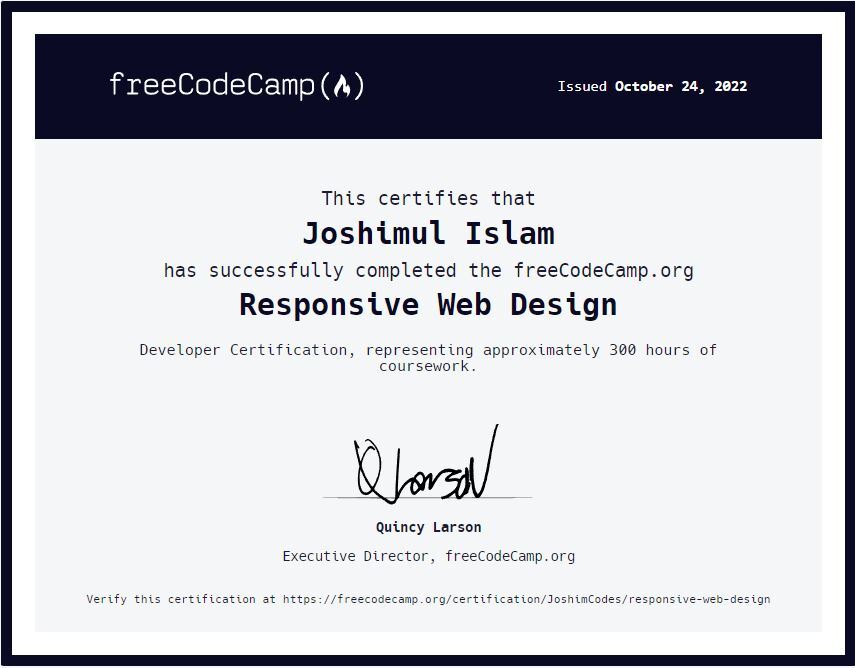 freeCodeCamp
Issued October 24, 2022
This certifies that
Joshimul Islam
has successfully completed the freeCodeCamp.org
Responsive Web Design
Developer Certification, representing approximately 300 hours of
coursework.
Q Larson
Quincy Larson
Executive Director, freeCodeCamp.org
Verify this certification at https://freecodecamp.org/certification/JoshimCodes/responsive-web-design